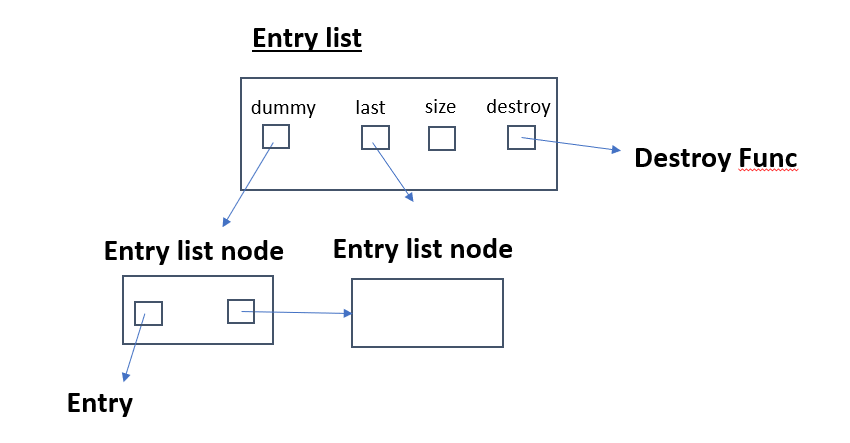 Entry list
dummy last size destroy
Destroy Func
Entry list node Entry list node
Entry